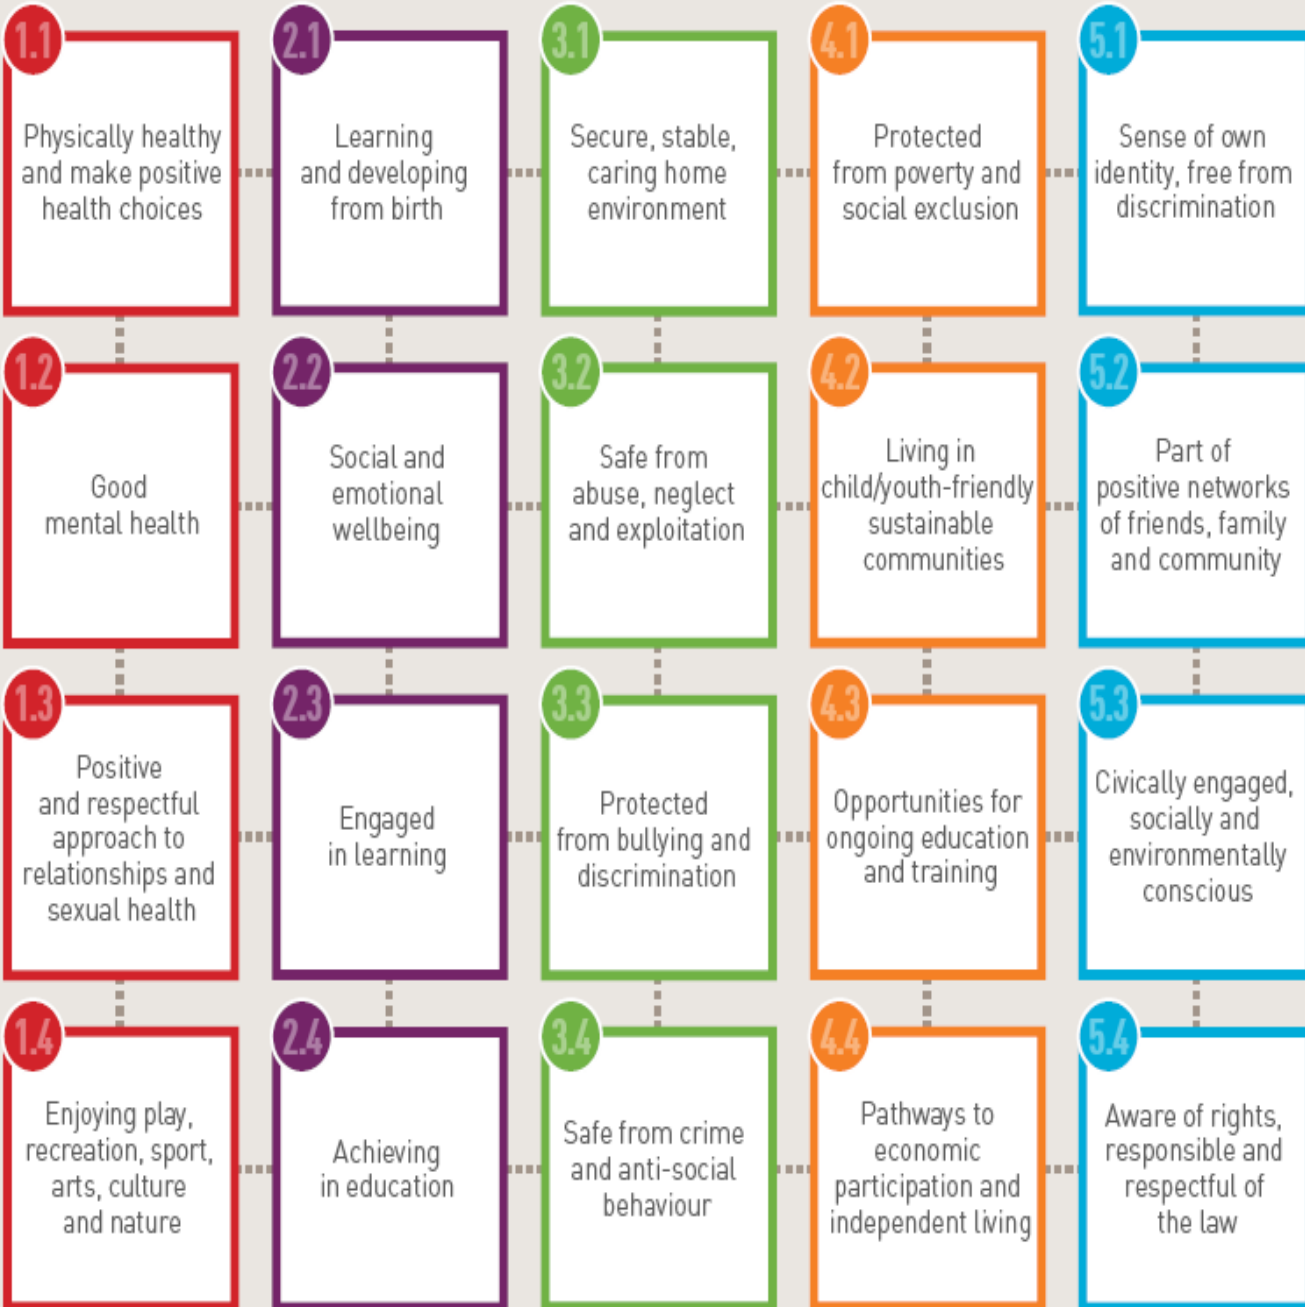 1.1
Physically healthy
and make positive
health choices
2.1
Learning
and developing
from birth
3.1
Secure, stable,
caring home
environment
4.1
Protected
from poverty and
social exclusion
5.1
Sense of own
identity, free from
discrimination
1.2
Good
mental health
2.2
Social and
emotional
wellbeing
3.2
Safe from
abuse, neglect
and exploitation
4.2
Living in
child/youth-friendly
sustainable
communities
5.2
Part of
positive networks
of friends, family
and community
1.3
Positive
and respectful
approach to
relationships and
sexual health
2.3
Engaged
in learning
3.3
Protected
from bullying and
discrimination
4.3
Opportunities for
ongoing education
and training
5.3
Civically engaged,
socially and
environmentally
conscious
1.4
Enjoying play,
recreation, sport,
arts, culture
and nature
2.4
Achieving
in education
3.4
Safe from crime
and anti-social
behaviour
4.4
Pathways to
economic
participation and
independent living
5.4
Aware of rights,
responsible and
respectful of
the law